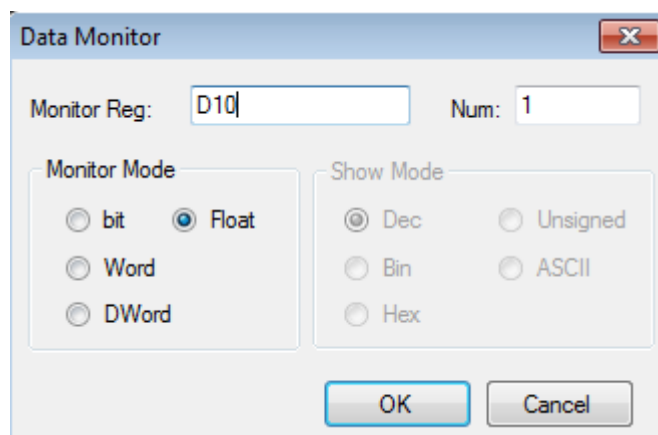 Data Monitor
Monitor Reg: D10 Num: 1
Monitor Mode Show Mode
bit Float Dec Unsigned
Word Bin ASCII
DWord Hex
OK Cancel